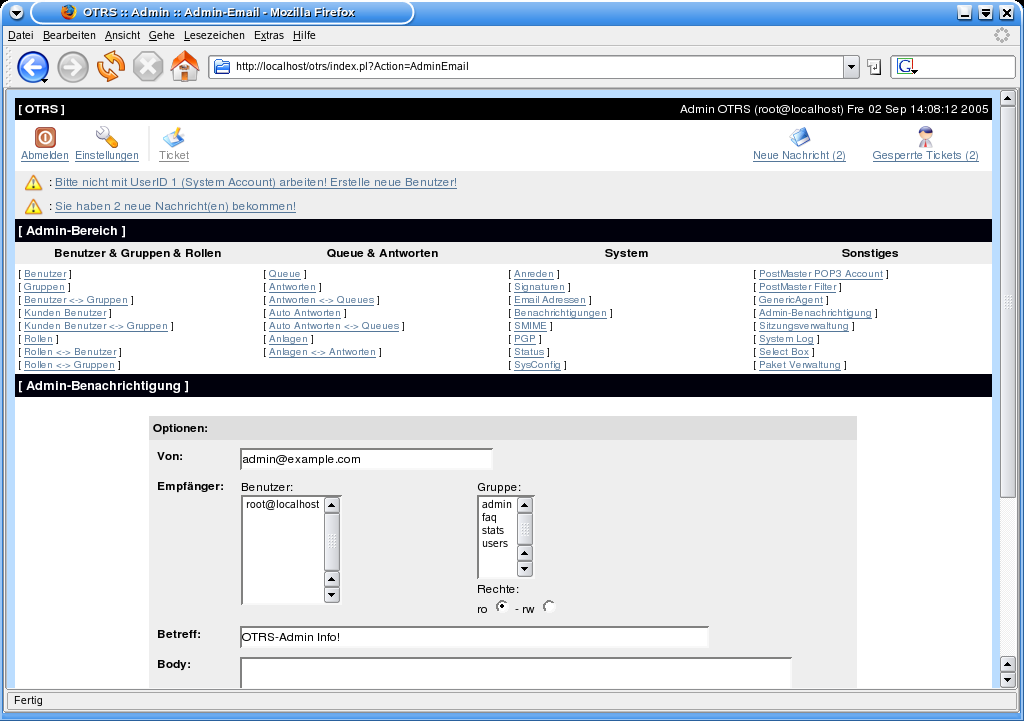 OTRS :: Admin :: Admin-Email - Mozilla Firefox
Datei Bearbeiten Ansicht Gehe Lesezeichen Extras Hilfe
http://localhost/otrs/index.pl?Action=AdminEmail
[ OTRS ] Admin OTRS (root@localhost) Fre 02 Sep 14:08:12 2005
Abmelden Einstellungen Ticket Neue Nachricht (2) Gesperrte Tickets (2)
: Bitte nicht mit UserID 1 (System Account) arbeiten! Erstelle neue Benutzer!
: Sie haben 2 neue Nachricht(en) bekommen!
[ Admin-Bereich ]
Benutzer & Gruppen & Rollen Queue & Antworten System Sonstiges
[ Benutzer ] [ Queue ] [ Anreden ] [ PostMaster POP3 Account ]
[ Gruppen ] [ Antworten ] [ Signaturen ] [ PostMaster Filter ]
[ Benutzer <-> Gruppen ] [ Antworten <-> Queues ] [ Email Adressen ] [ GenericAgent ]
[ Kunden Benutzer ] [ Auto Antworten ] [ Benachrichtigungen ] [ Admin-Benachrichtigung ]
[ Kunden Benutzer <-> Gruppen ] [ Auto Antworten <-> Queues ] [ SMIME ] [ Sitzungsverwaltung ]
[ Rollen ] [ Anlagen ] [ PGP ] [ System Log ]
[ Rollen <-> Benutzer ] [ Anlagen <-> Antworten ] [ Status ] [ Select Box ]
[ Rollen <-> Gruppen ] [ SysConfig ] [ Paket Verwaltung ]
[ Admin-Benachrichtigung ]
Optionen:
Von: admin@example.com
Empfänger: Benutzer: Gruppe:
root@localhost admin
faq
stats
users
Rechte:
ro - rw
Betreff: OTRS-Admin Info!
Body:
Fertig